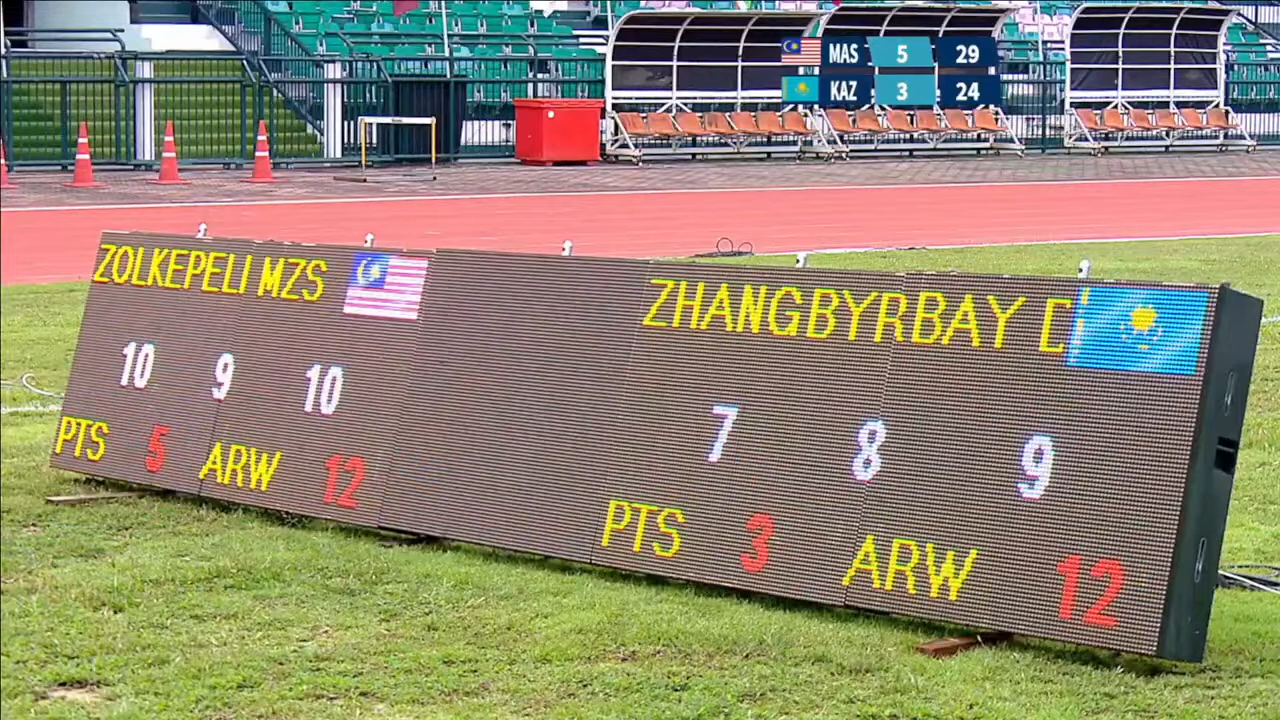 MAS 5 29
KAZ 3 24
ZOLKEPELI MZS
10 9 10
PTS 5 ARW 12
ZHANGBYRBAY
7 8 9
PTS 3 ARW 12